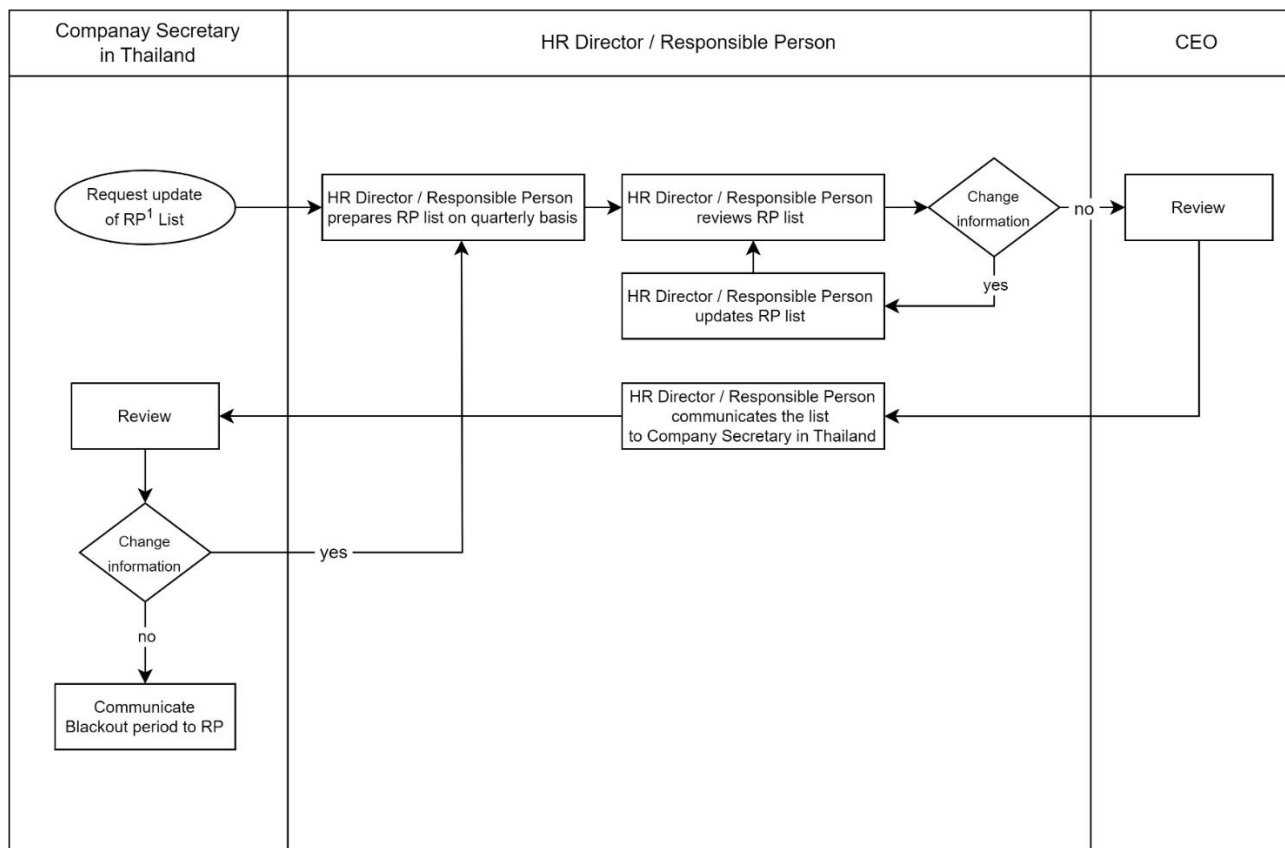 Companay Secretary
in Thailand
HR Director / Responsible Person
CEO
Request update
of RP¹ List
HR Director / Responsible Person
prepares RP list on quarterly basis
HR Director / Responsible Person
reviews RP list
Change
information
no
Review
yes
HR Director / Responsible Person
updates RP list
HR Director / Responsible Person
communicates the list
to Company Secretary in Thailand
Review
Change
information
yes
no
Communicate
Blackout period to RP